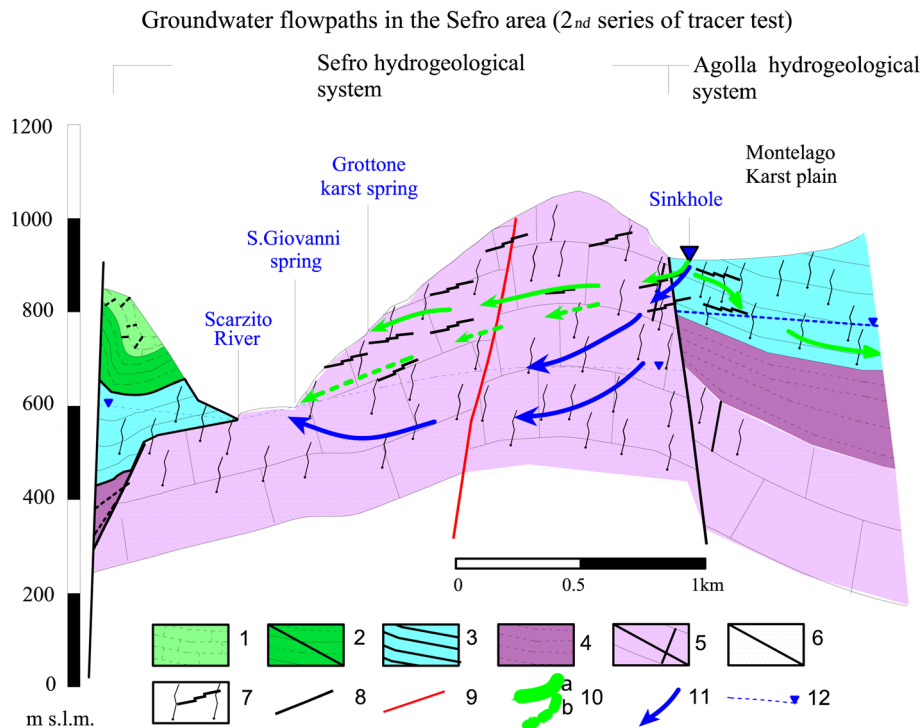 Groundwater flowpaths in the Sefro area (2nd series of tracer test)
Sefro hydrogeological
system
Agolla hydrogeological
system
1200
1000
800
600
400
200
0
m s.l.m.
Grottone
karst spring
S.Giovanni
spring
Scarzito
River
Sinkhole
Montelago
Karst plain
0 0.5 1km
1 2 3 4 5 6
7 8 9 a 10 11 12
b